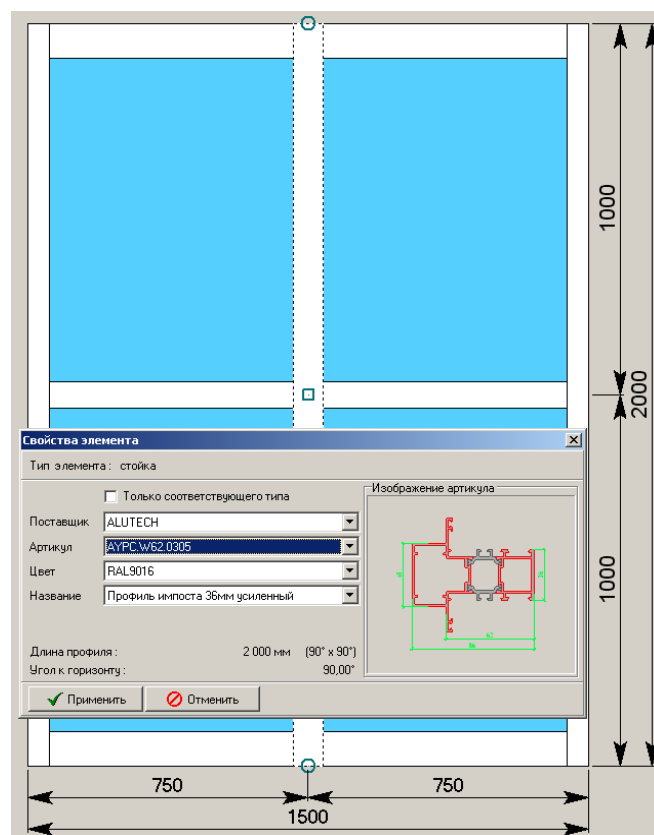 1000
2000
1000
Свойства элемента
Тип элемента: стойка
Только соответствующего типа
Поставщик ALUTECH
Артикул AYPC.W62.0305
Цвет RAL9016
Название Профиль импоста 36мм усиленный
Изображение артикула
62
Длина профиля: 2 000 мм (90° x 90°)
Угол к горизонту: 90,00°
Применить Отменить
750 750
1500